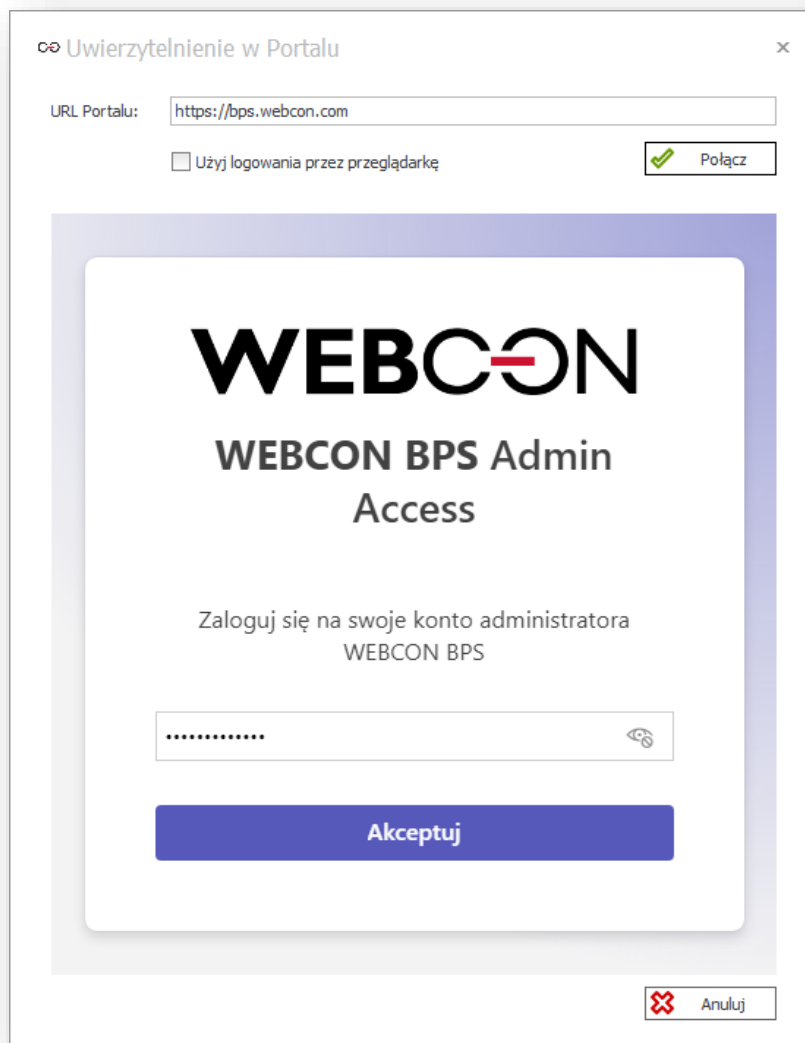 Uwierzytelnienie w Portalu
URL Portalu: https://bps.webcon.com
Użyj logowania przez przeglądarkę Połącz
WEBCON
WEBCON BPS Admin
Access
Zaloguj się na swoje konto administratora
WEBCON BPS
•••••••••••••
Akceptuj
Anuluj